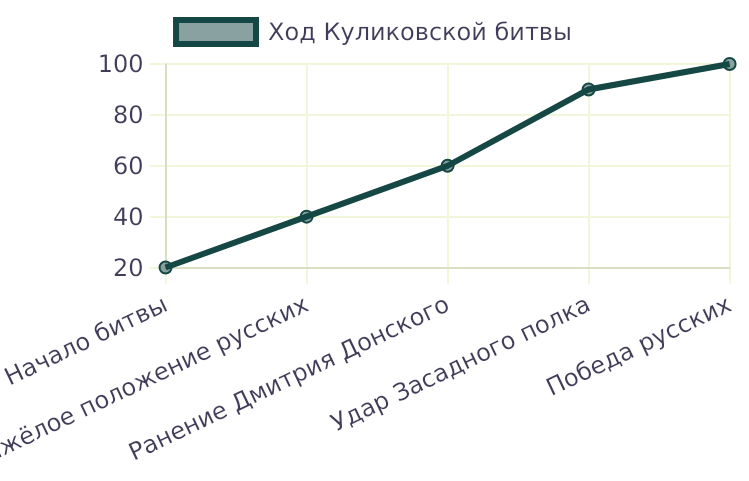 Ход Куликовской битвы
100
80
60
40
20
Начало битвы
яжёлое положение русских
Ранение Дмитрия Донского
Удар Засадного полка
Победа русских